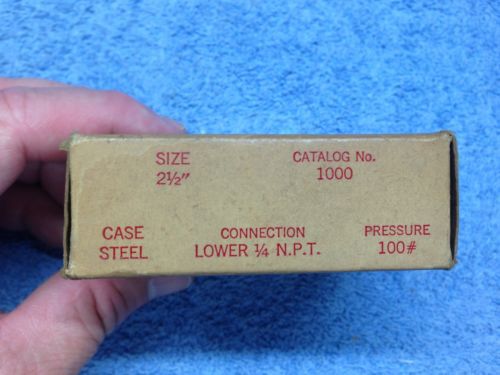 SIZE CATALOG No.
2½" 1000
CASE CONNECTION PRESSURE
STEEL LOWER ¼ N.P.T. 100#